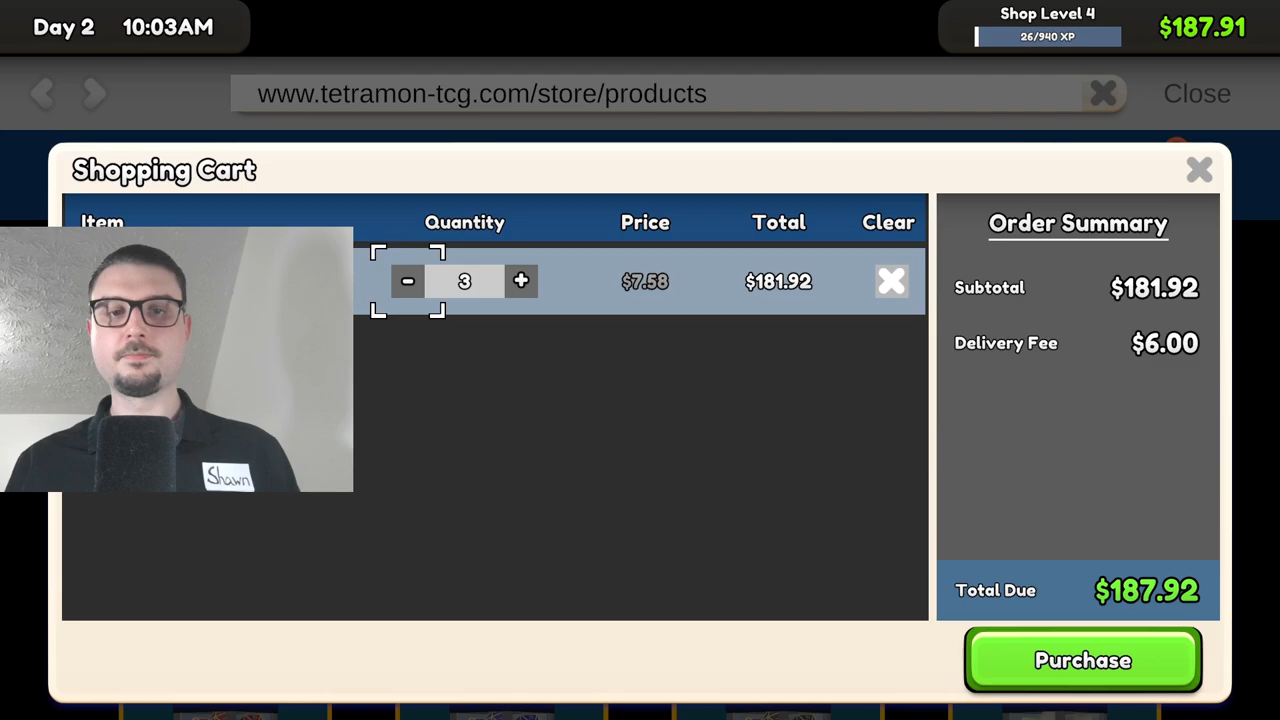 Day 2 10:03AM
Shop Level 4
26/940 XP
$187.91
www.tetramon-tcg.com/store/products
Close
Shopping Cart
Item Quantity Price Total Clear
- 3 + $7.58 $181.92
Order Summary
Subtotal $181.92
Delivery Fee $6.00
Total Due $187.92
Purchase
Shawn